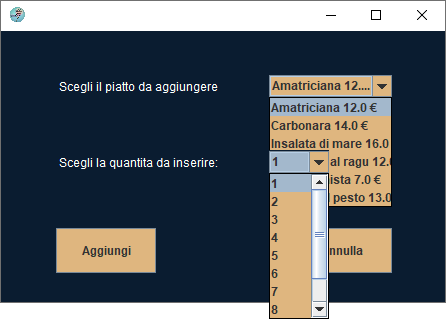 Scegli il piatto da aggiungere
Amatriciana 12....
Amatriciana 12.0 €
Carbonara 14.0 €
Insalata di mare 16.0
Scegli la quantita da inserire:
1
al ragu 12.0
ista 7.0 €
pesto 13.0
1
2
3
4
5
6
7
8
Aggiungi
nnulla